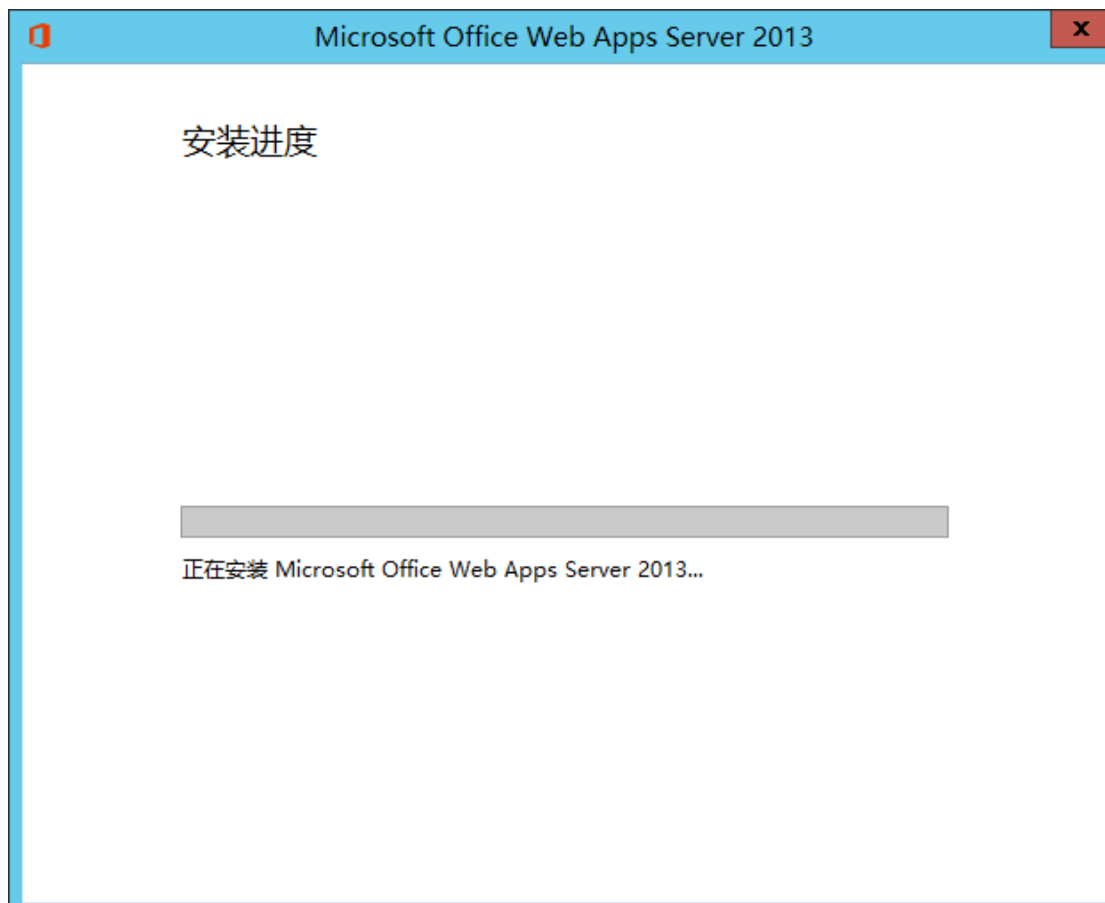 Microsoft Office Web Apps Server 2013
安装进度
正在安装 Microsoft Office Web Apps Server 2013...